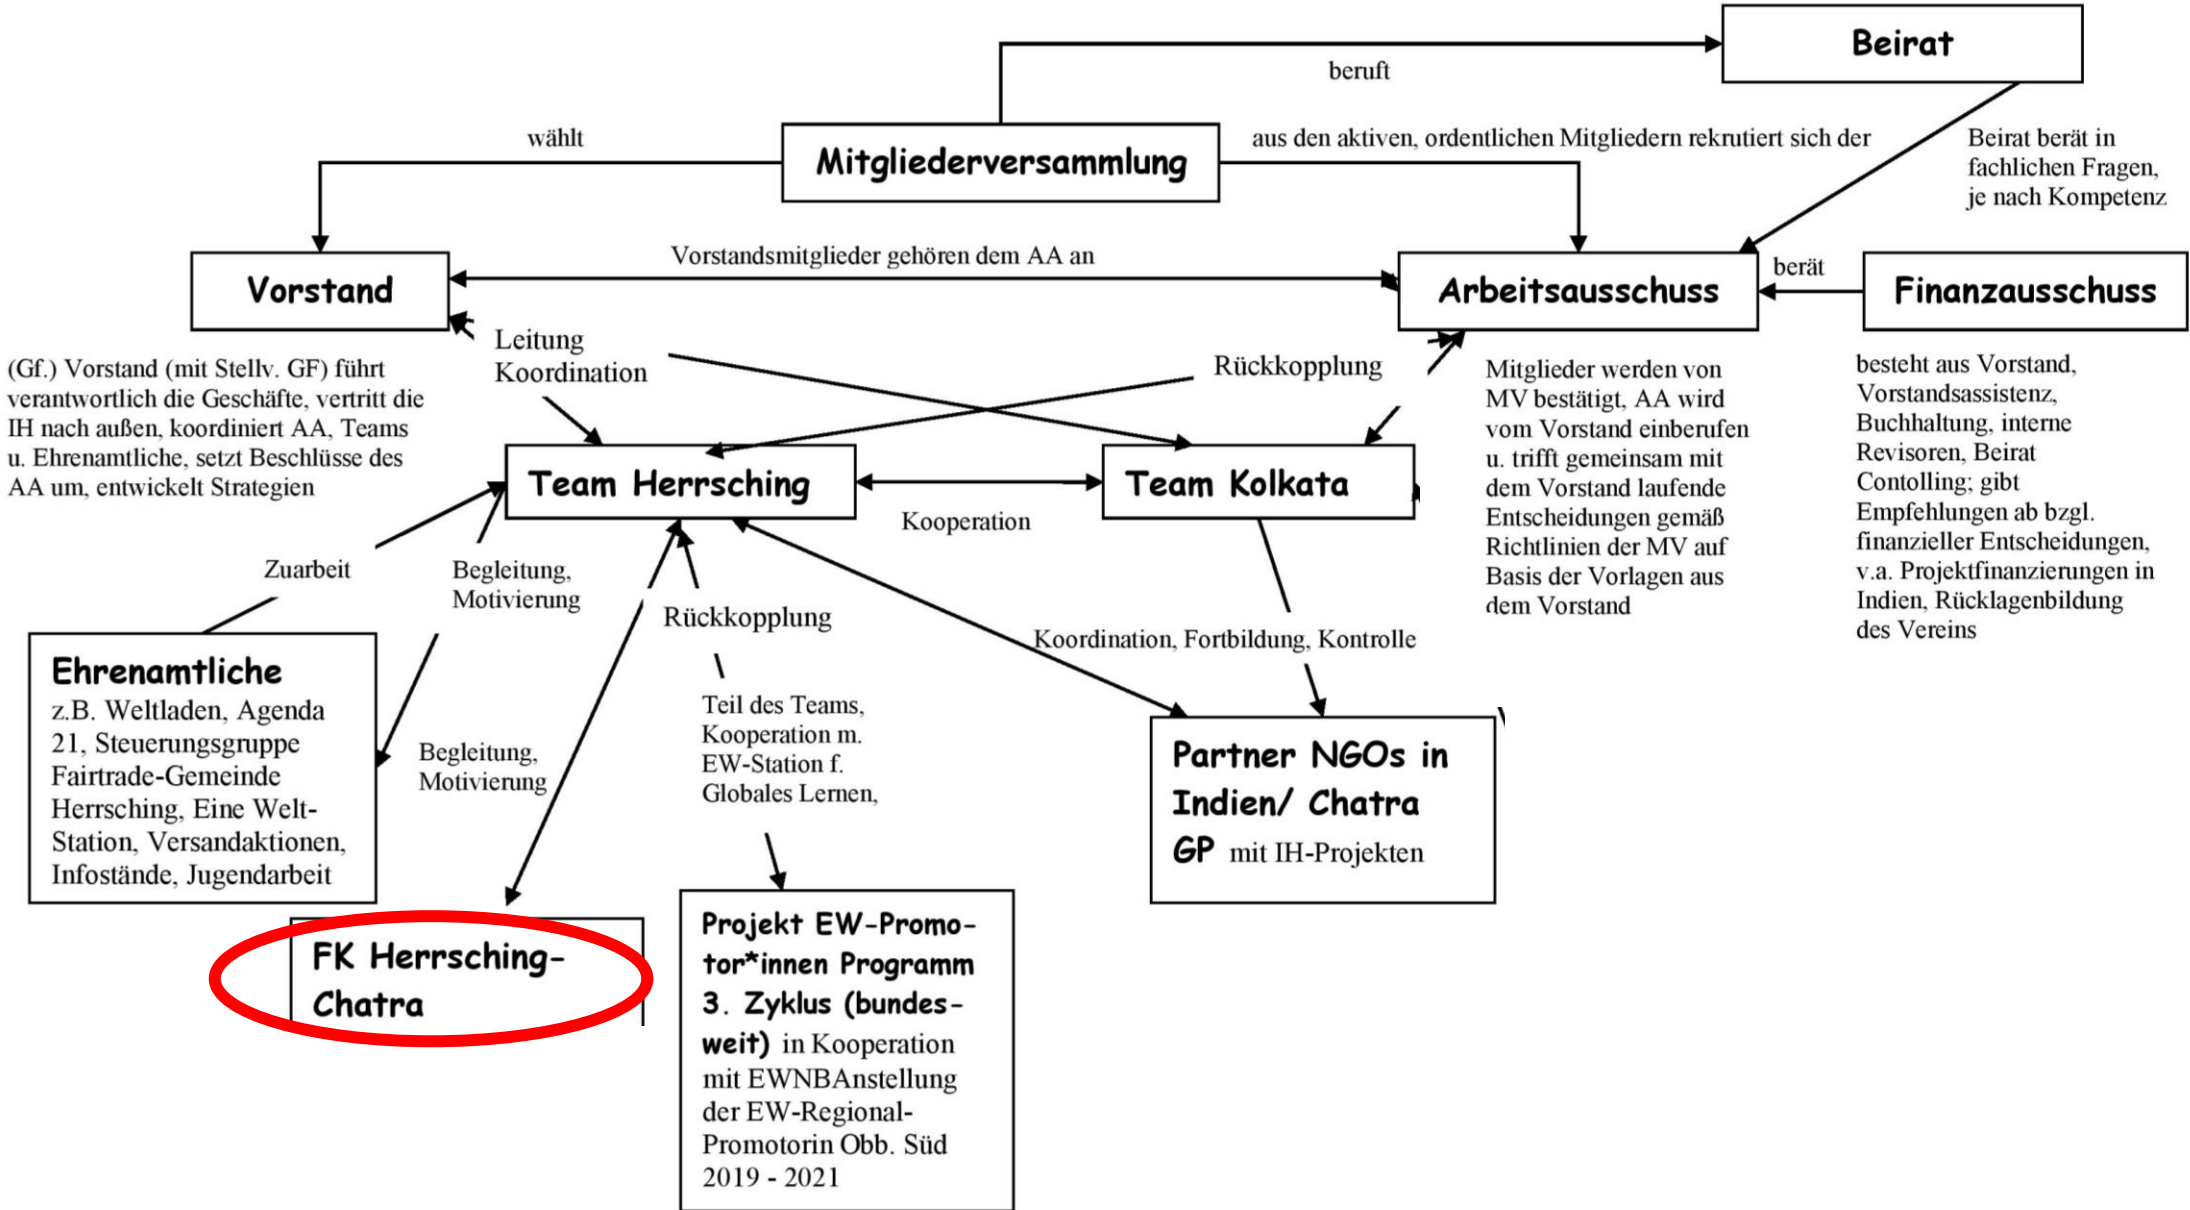 Beirat
beruft
wählt
Mitgliederversammlung
aus den aktiven, ordentlichen Mitgliedern rekrutiert sich der
Beirat berät in
fachlichen Fragen,
je nach Kompetenz
Vorstand
Vorstandsmitglieder gehören dem AA an
Arbeitsausschuss
berät
Finanzausschuss
(Gf.) Vorstand (mit Stellv. GF) führt
verantwortlich die Geschäfte, vertritt die
IH nach außen, koordiniert AA, Teams
u. Ehrenamtliche, setzt Beschlüsse des
AA um, entwickelt Strategien
Leitung
Koordination
Rückkopplung
Mitglieder werden von
MV bestätigt, AA wird
vom Vorstand einberufen
u. trifft gemeinsam mit
dem Vorstand laufende
Entscheidungen gemäß
Richtlinien der MV auf
Basis der Vorlagen aus
dem Vorstand
besteht aus Vorstand,
Vorstandsassistenz,
Buchhaltung, interne
Revisoren, Beirat
Contolling; gibt
Empfehlungen ab bzgl.
finanzieller Entscheidungen,
v.a. Projektfinanzierungen in
Indien, Rücklagenbildung
des Vereins
Team Herrsching
Kooperation
Team Kolkata
Zuarbeit
Begleitung,
Motivierung
Rückkopplung
Koordination, Fortbildung, Kontrolle
Ehrenamtliche
z.B. Weltladen, Agenda
21, Steuerungsgruppe
Fairtrade-Gemeinde
Herrsching, Eine Welt-
Station, Versandaktionen,
Infostände, Jugendarbeit
Begleitung,
Motivierung
Teil des Teams,
Kooperation m.
EW-Station f.
Globales Lernen,
Partner NGOs in
Indien/ Chatra
GP mit IH-Projekten
FK Herrsching-
Chatra
Projekt EW-Promo-
tor*innen Programm
3. Zyklus (bundes-
weit) in Kooperation
mit EWNBAnstellung
der EW-Regional-
Promotorin Obb. Süd
2019 - 2021